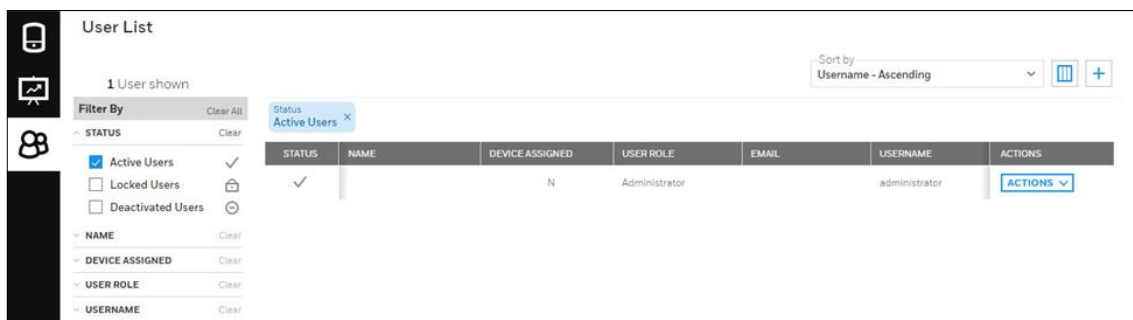 User List
Sort by
Username - Ascending
1 User shown
Filter By Clear All
STATUS Clear
Active Users
Locked Users
Deactivated Users
NAME Clear
DEVICE ASSIGNED Clear
USER ROLE Clear
USERNAME Clear
Status
Active Users ×
STATUS NAME DEVICE ASSIGNED USER ROLE EMAIL USERNAME ACTIONS
N Administrator administrator ACTIONS